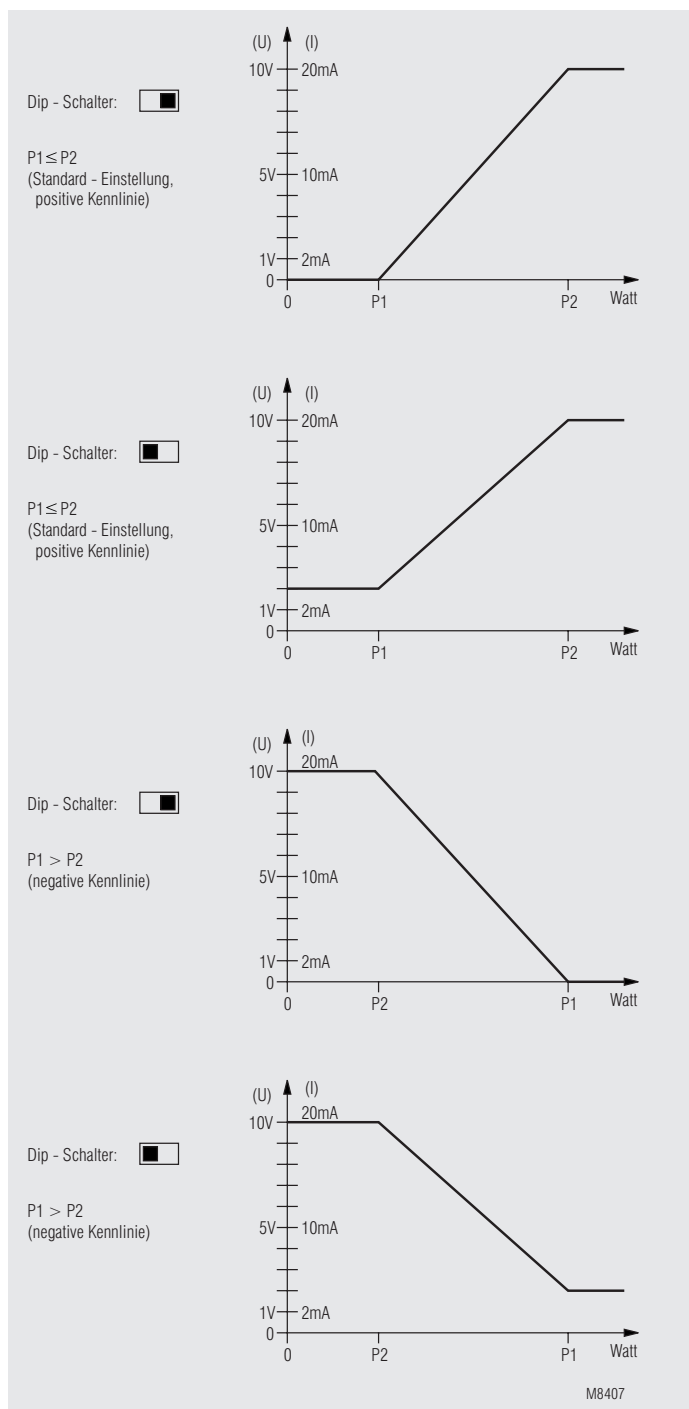 (U) (I)
10V 20mA
Dip - Schalter:
P1≤P2
(Standard - Einstellung,
positive Kennlinie)
5V 10mA
1V 2mA
0
0 P1 P2 Watt
(U) (I)
10V 20mA
Dip - Schalter:
P1≤P2
(Standard - Einstellung,
positive Kennlinie)
5V 10mA
1V 2mA
0
0 P1 P2 Watt
(U) (I)
10V 20mA
Dip - Schalter:
P1 > P2
(negative Kennlinie)
5V 10mA
1V 2mA
0
0 P2 P1 Watt
(U) (I)
10V 20mA
Dip - Schalter:
P1 > P2
(negative Kennlinie)
5V 10mA
1V 2mA
0
0 P2 P1 Watt
M8407